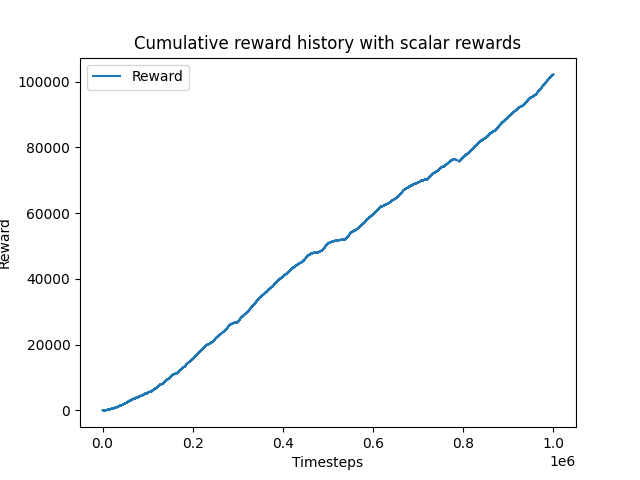 Cumulative reward history with scalar rewards
Reward
100000
80000
60000
40000
20000
0
Reward
0.0 0.2 0.4 0.6 0.8 1.0
1e6
Timesteps